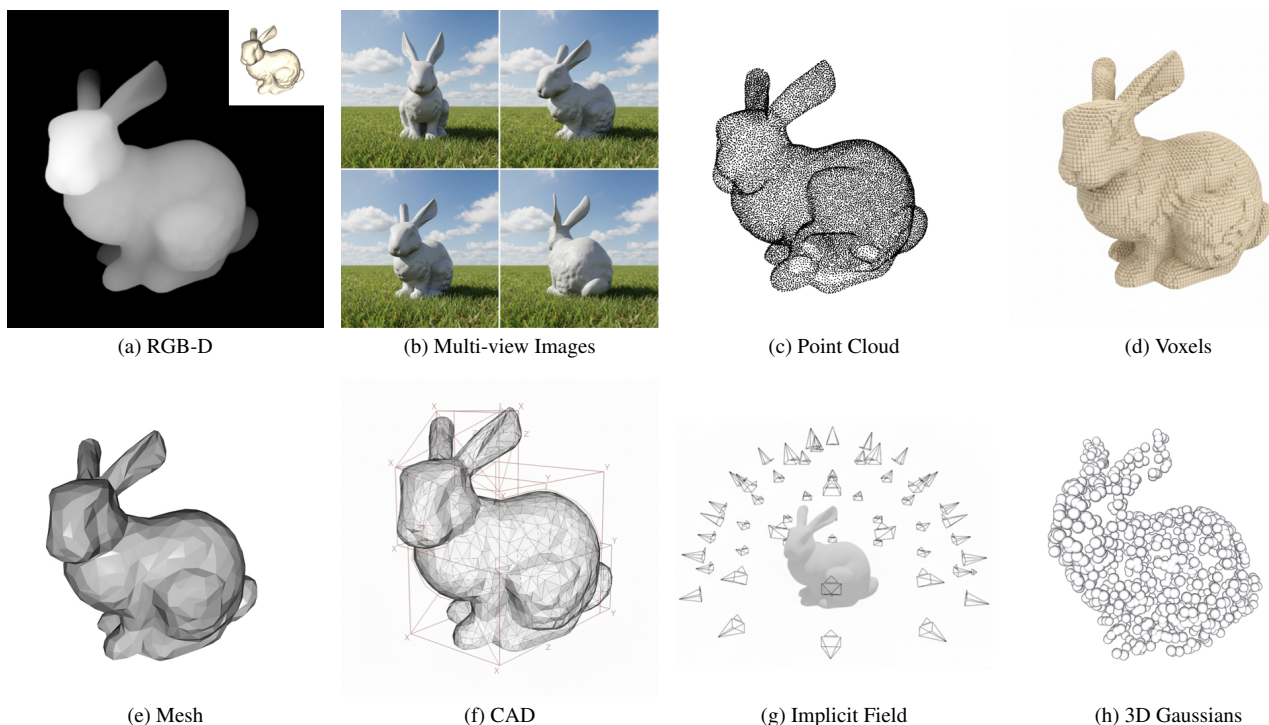 (a) RGB-D
(b) Multi-view Images
(c) Point Cloud
(d) Voxels
X
L
X
Z
X
Y
Y
X
Y
X
Y
Z
X
(e) Mesh
(f) CAD
(g) Implicit Field
(h) 3D Gaussians